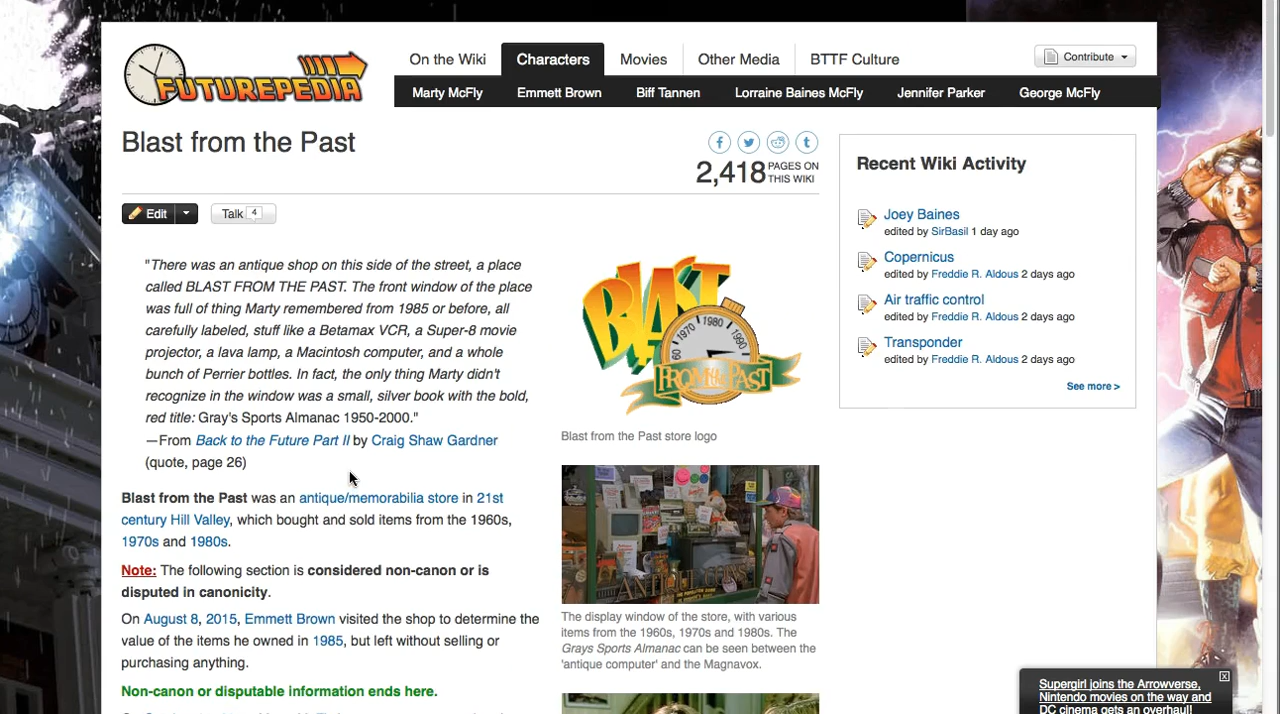 FUTUREPEDIA
On the Wiki
Characters
Movies
Other Media
BTTF Culture
Contribute
Marty McFly
Emmett Brown
Biff Tannen
Lorraine Baines McFly
Jennifer Parker
George McFly
Blast from the Past
2,418 PAGES ON
THIS WIKI
Edit
Talk 4
"There was an antique shop on this side of the street, a place
called BLAST FROM THE PAST. The front window of the place
was full of thing Marty remembered from 1985 or before, all
carefully labeled, stuff like a Betamax VCR, a Super-8 movie
projector, a lava lamp, a Macintosh computer, and a whole
bunch of Perrier bottles. In fact, the only thing Marty didn't
recognize in the window was a small, silver book with the bold,
red title: Gray's Sports Almanac 1950-2000."
—From Back to the Future Part II by Craig Shaw Gardner
(quote, page 26)
Blast from the Past was an antique/memorabilia store in 21st
century Hill Valley, which bought and sold items from the 1960s,
1970s and 1980s.
Note: The following section is considered non-canon or is
disputed in canonicity.
On August 8, 2015, Emmett Brown visited the shop to determine the
value of the items he owned in 1985, but left without selling or
purchasing anything.
Non-canon or disputable information ends here.
BLAST
1970 1980 1990
FROM the PAST
Blast from the Past store logo
The display window of the store, with various
items from the 1960s, 1970s and 1980s. The
Grays Sports Almanac can be seen between the
'antique computer' and the Magnavox.
Recent Wiki Activity
Joey Baines
edited by SirBasil 1 day ago
Copernicus
edited by Freddie R. Aldous 2 days ago
Air traffic control
edited by Freddie R. Aldous 2 days ago
Transponder
edited by Freddie R. Aldous 2 days ago
See more >
Supergirl joins the Arrowverse,
Nintendo movies on the way and
DC cinema gets an overhaul!